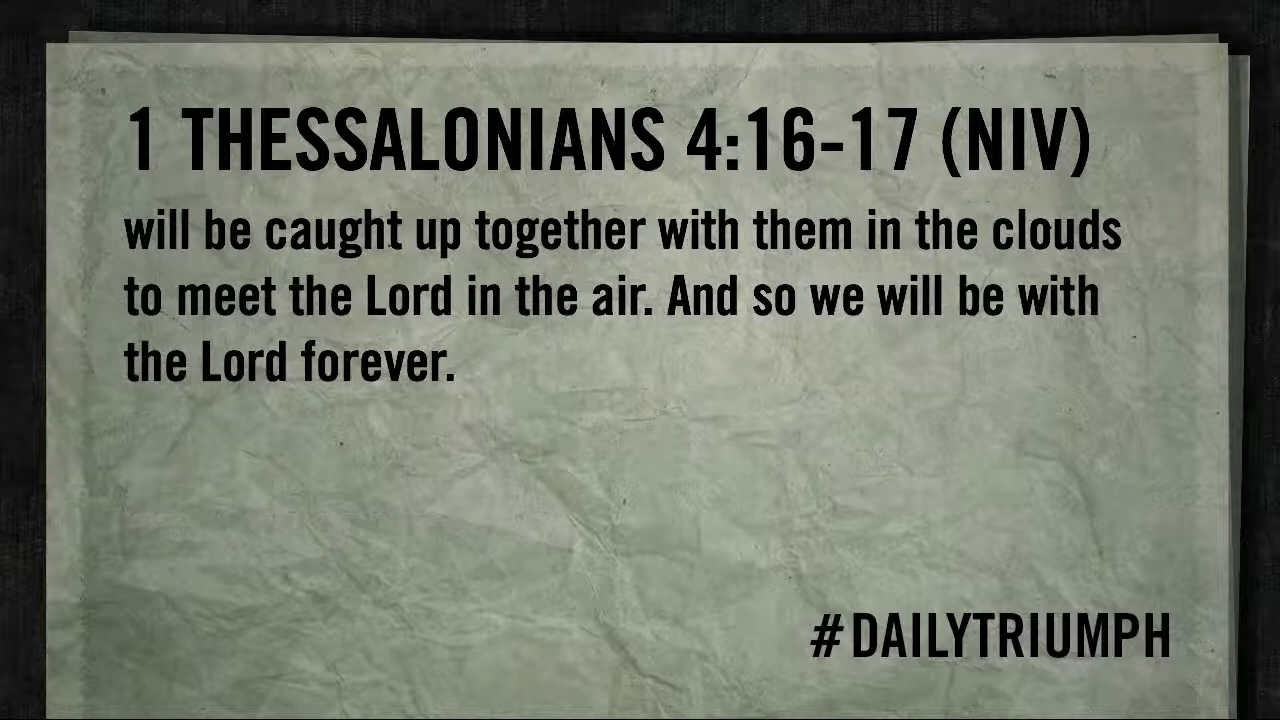 1 THESSALONIANS 4:16-17 (NIV)
will be caught up together with them in the clouds
to meet the Lord in the air. And so we will be with
the Lord forever.
#DAILYTRIUMPH